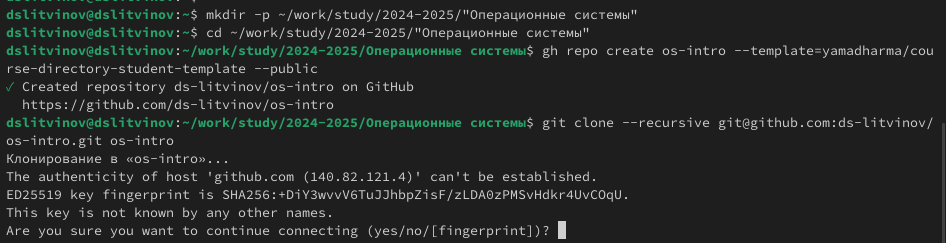 dslitvinov@dslitvinov:~$ mkdir -p ~/work/study/2024-2025/"Операционные системы"
dslitvinov@dslitvinov:~$ cd ~/work/study/2024-2025/"Операционные системы"
dslitvinov@dslitvinov:~/work/study/2024-2025/Операционные системы$ gh repo create os-intro --template=yamadharma/cou
rse-directory-student-template --public
✓ Created repository ds-litvinov/os-intro on GitHub
https://github.com/ds-litvinov/os-intro
dslitvinov@dslitvinov:~/work/study/2024-2025/Операционные системы$ git clone --recursive git@github.com:ds-litvinov/
os-intro.git os-intro
Клонирование в «os-intro»...
The authenticity of host 'github.com (140.82.121.4)' can't be established.
ED25519 key fingerprint is SHA256:+DiY3wvvV6TuJJhbpZisF/zLDA0zPMSvHdkr4UvCOqU.
This key is not known by any other names.
Are you sure you want to continue connecting (yes/no/[fingerprint])?